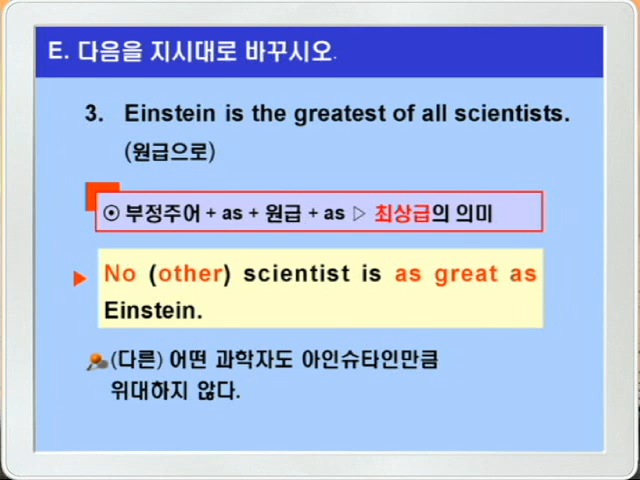 E. 다음을 지시대로 바꾸시오.
3. Einstein is the greatest of all scientists.
(원급으로)
⊙ 부정주어 + as + 원급 + as ▷ 최상급의 의미
▶ No (other) scientist is as great as
Einstein.
(다른) 어떤 과학자도 아인슈타인만큼
위대하지 않다.